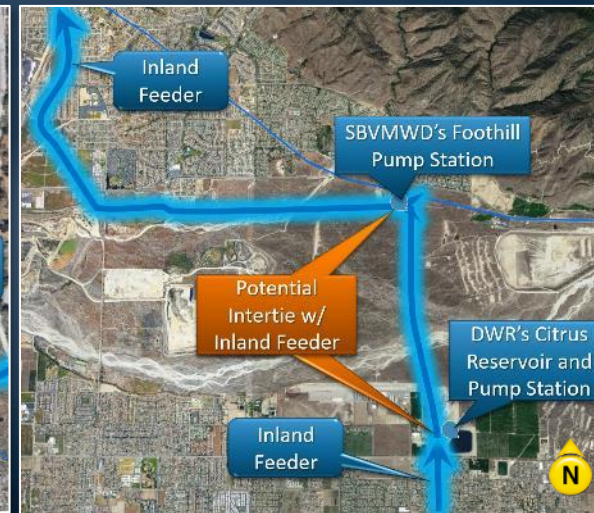 Inland
Feeder
SBVMWD's Foothill
Pump Station
Potential
Intertie w/
Inland Feeder
DWR's Citrus
Reservoir and
Pump Station
Inland
Feeder
N